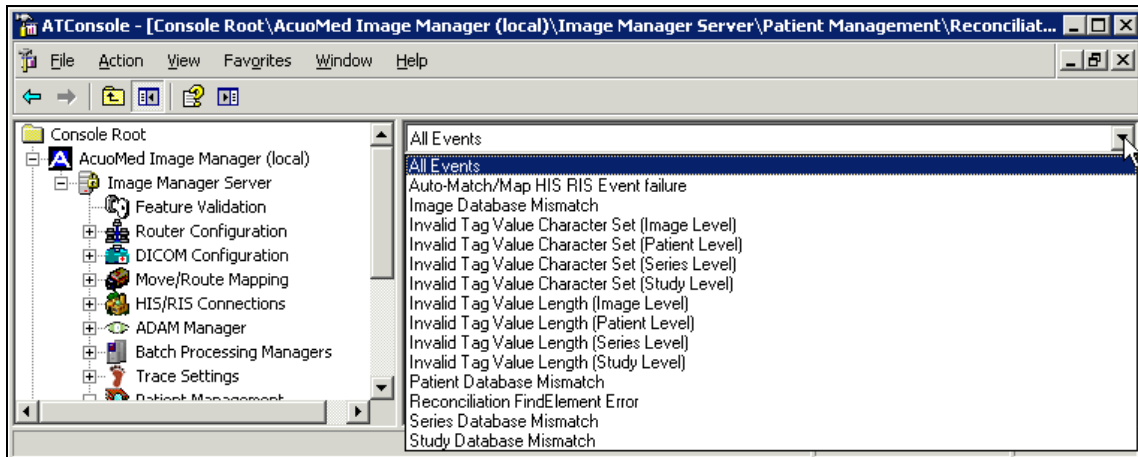 ATConsole - [Console Root\AcuoMed Image Manager (local)\Image Manager Server\Patient Management\Reconciliat...
File Action View Favorites Window Help
Console Root
AcuoMed Image Manager (local)
Image Manager Server
Feature Validation
Router Configuration
DICOM Configuration
Move/Route Mapping
HIS/RIS Connections
ADAM Manager
Batch Processing Managers
Trace Settings
Patient Management
All Events
All Events
Auto-Match/Map HIS RIS Event failure
Image Database Mismatch
Invalid Tag Value Character Set (Image Level)
Invalid Tag Value Character Set (Patient Level)
Invalid Tag Value Character Set (Series Level)
Invalid Tag Value Character Set (Study Level)
Invalid Tag Value Length (Image Level)
Invalid Tag Value Length (Patient Level)
Invalid Tag Value Length (Series Level)
Invalid Tag Value Length (Study Level)
Patient Database Mismatch
Reconciliation FindElement Error
Series Database Mismatch
Study Database Mismatch